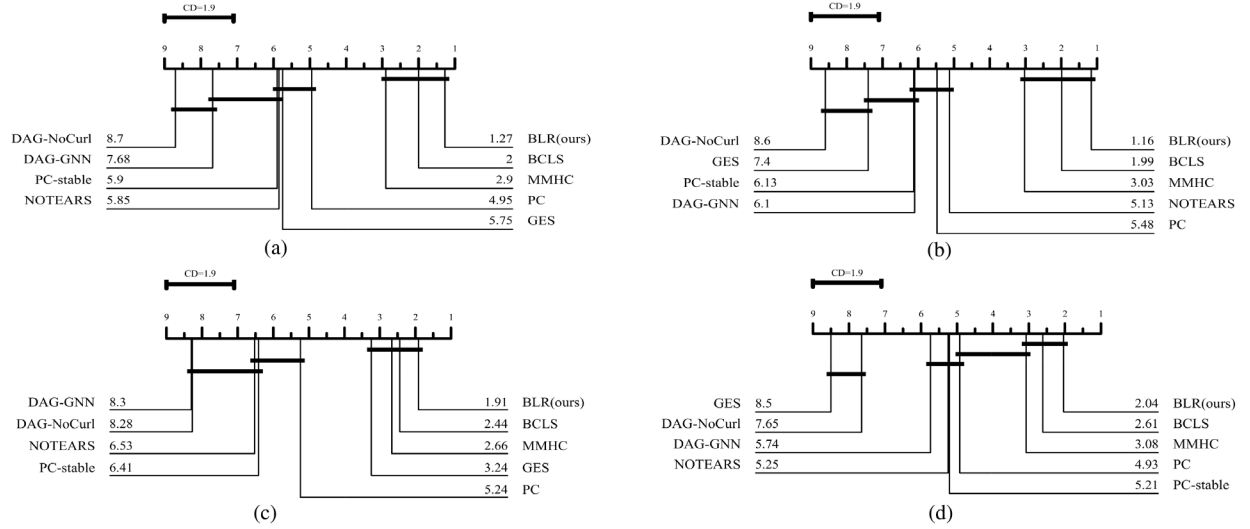 CD=1.9
9 8 7 6 5 4 3 2 1
DAG-NoCurl 8.7
DAG-GNN 7.68
PC-stable 5.9
NOTEARS 5.85
1.27 BLR(ours)
2 BCLS
2.9 MMHC
4.95 PC
5.75 GES
(a)
CD=1.9
9 8 7 6 5 4 3 2 1
DAG-NoCurl 8.6
GES 7.4
PC-stable 6.13
DAG-GNN 6.1
1.16 BLR(ours)
1.99 BCLS
3.03 MMHC
5.13 NOTEARS
5.48 PC
(b)
CD=1.9
9 8 7 6 5 4 3 2 1
DAG-GNN 8.3
DAG-NoCurl 8.28
NOTEARS 6.53
PC-stable 6.41
1.91 BLR(ours)
2.44 BCLS
2.66 MMHC
3.24 GES
5.24 PC
(c)
CD=1.9
9 8 7 6 5 4 3 2 1
GES 8.5
DAG-NoCurl 7.65
DAG-GNN 5.74
NOTEARS 5.25
2.04 BLR(ours)
2.61 BCLS
3.08 MMHC
4.93 PC
5.21 PC-stable
(d)